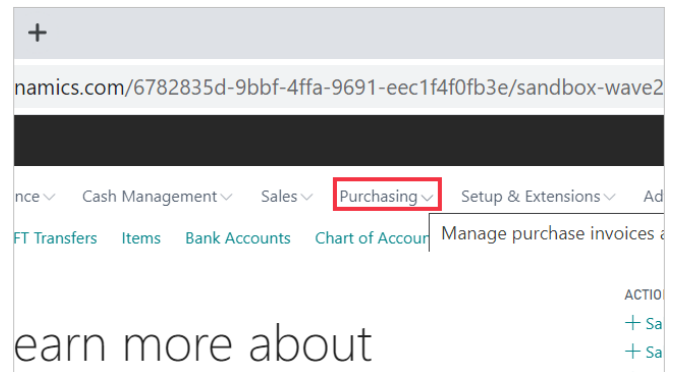 +
namics.com/6782835d-9bbf-4ffa-9691-eec1f4f0fb3e/sandbox-wave2
nce Cash Management Sales Purchasing Setup & Extensions Ad
FT Transfers Items Bank Accounts Chart of Accoun
Manage purchase invoices a
ACTIO
+ Sa
earn more about
+ Sa